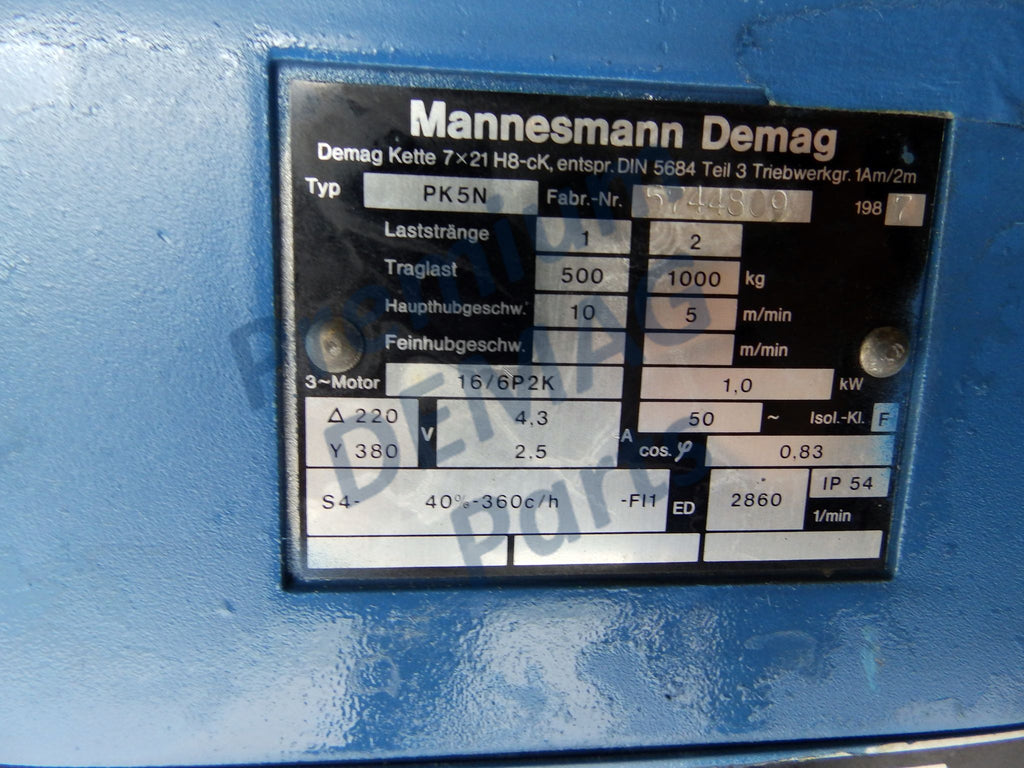 Mannesmann Demag
Demag Kette 7×21 H8-cK, entspr. DIN 5684 Teil 3 Triebwerkgr. 1Am/2m
Typ PK5N Fabr.-Nr. 5744809 198 7
Laststränge 1 2
Traglast 500 1000 kg
Haupthubgeschw. 10 5 m/min
Feinhubgeschw. m/min
3~Motor 16/6P2K 1,0 kW
Δ 220 V 4,3 A 50 ~ Isol.-Kl. F
Y 380 2,5 cos. φ 0,83
S4- 40%-360c/h -FI1 ED 2860 1/min IP 54
Premium
DEMAG
Parts